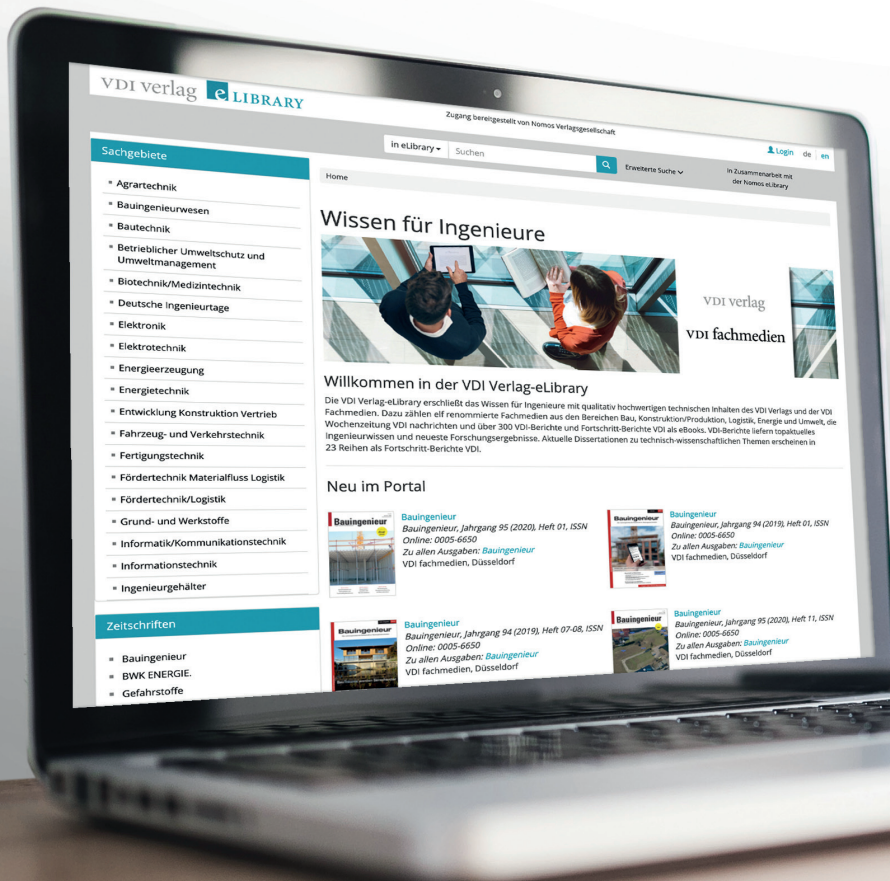 VDI verlag e LIBRARY
Zugang bereitgestellt von Nomos Verlagsgesellschaft
Login de en
in eLibrary Suchen
Erweiterte Suche
In Zusammenarbeit mit
der Nomos eLibrary
Sachgebiete
Agrartechnik
Bauingenieurwesen
Bautechnik
Betrieblicher Umweltschutz und
Umweltmanagement
Biotechnik/Medizintechnik
Deutsche Ingenieurtage
Elektronik
Elektrotechnik
Energieerzeugung
Energietechnik
Entwicklung Konstruktion Vertrieb
Fahrzeug- und Verkehrstechnik
Fertigungstechnik
Fördertechnik Materialfluss Logistik
Fördertechnik/Logistik
Grund- und Werkstoffe
Informatik/Kommunikationstechnik
Informationstechnik
Ingenieurgehälter
Zeitschriften
Bauingenieur
BWK ENERGIE.
Gefahrstoffe
Home
Wissen für Ingenieure
VDI verlag
VDI fachmedien
Willkommen in der VDI Verlag-eLibrary
Die VDI Verlag-eLibrary erschließt das Wissen für Ingenieure mit qualitativ hochwertigen technischen Inhalten des VDI Verlags und der VDI
Fachmedien. Dazu zählen elf renommierte Fachmedien aus den Bereichen Bau, Konstruktion/Produktion, Logistik, Energie und Umwelt, die
Wochenzeitung VDI nachrichten und über 300 VDI-Berichte und Fortschritt-Berichte VDI als eBooks. VDI-Berichte liefern topaktuelles
Ingenieurwissen und neueste Forschungsergebnisse. Aktuelle Dissertationen zu technisch-wissenschaftlichen Themen erscheinen in
23 Reihen als Fortschritt-Berichte VDI.
Neu im Portal
Bauingenieur
Bauingenieur
Bauingenieur, Jahrgang 95 (2020), Heft 01, ISSN
Online: 0005-6650
Zu allen Ausgaben: Bauingenieur
VDI fachmedien, Düsseldorf
Bauingenieur
Bauingenieur
Bauingenieur, Jahrgang 94 (2019), Heft 01, ISSN
Online: 0005-6650
Zu allen Ausgaben: Bauingenieur
VDI fachmedien, Düsseldorf
Bauingenieur
Bauingenieur
Bauingenieur, Jahrgang 94 (2019), Heft 07-08, ISSN
Online: 0005-6650
Zu allen Ausgaben: Bauingenieur
VDI fachmedien, Düsseldorf
Bauingenieur
Bauingenieur
Bauingenieur, Jahrgang 95 (2020), Heft 11, ISSN
Online: 0005-6650
Zu allen Ausgaben: Bauingenieur
VDI fachmedien, Düsseldorf